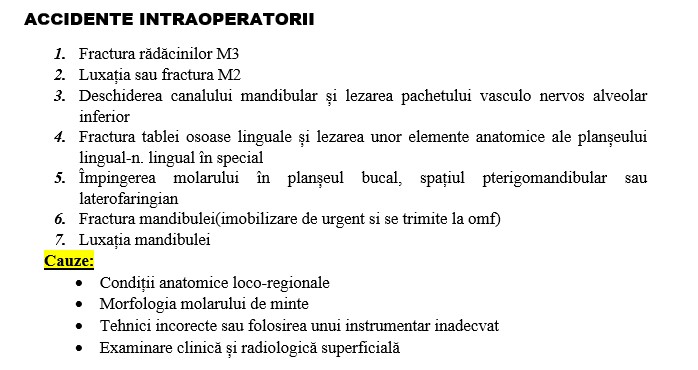 ACCIDENTE INTRAOPERATORII
1. Fractura rădăcinilor M3
2. Luxația sau fractura M2
3. Deschiderea canalului mandibular și lezarea pachetului vasculo nervos alveolar
inferior
4. Fractura tablei osoase linguale și lezarea unor elemente anatomice ale planșeului
lingual-n. lingual în special
5. Împingerea molarului în planșeul bucal, spațiul pterigomandibular sau
laterofaringian
6. Fractura mandibulei(imobilizare de urgent si se trimite la omf)
7. Luxația mandibulei
Cauze:
• Condiții anatomice loco-regionale
• Morfologia molarului de minte
• Tehnici incorecte sau folosirea unui instrumentar inadecvat
• Examinare clinică și radiologică superficială